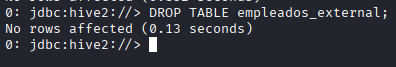 0: jdbc:hive2://> DROP TABLE empleados_external;
No rows affected (0.13 seconds)
0: jdbc:hive2://>